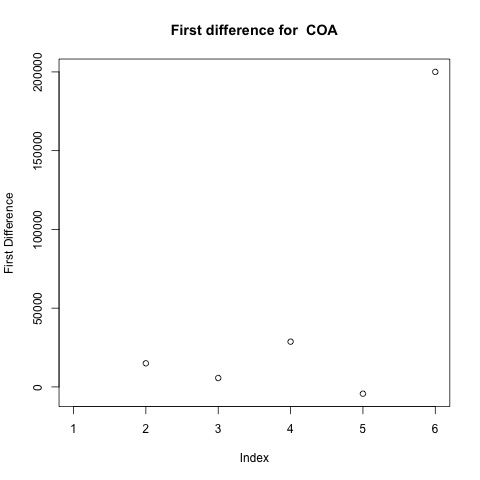 First difference for  COA
First Difference
200000
150000
100000
50000
0
1 2 3 4 5 6
Index